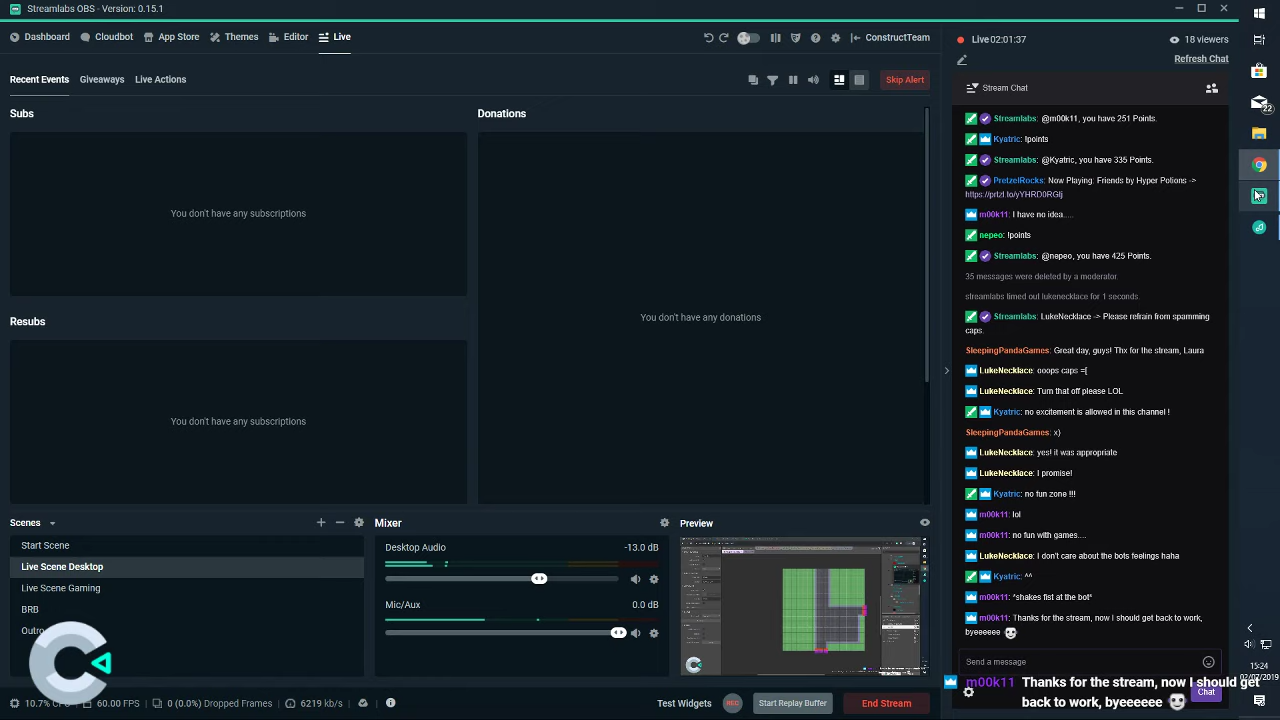 Streamlabs OBS - Version: 0.15.1
Dashboard
Cloudbot
App Store
Themes
Editor
Live
ConstructTeam
Recent Events
Giveaways
Live Actions
Skip Alert
Subs
You don't have any subscriptions
Resubs
You don't have any subscriptions
Donations
You don't have any donations
Scenes
Start Scene
Live Scene Desktop
Live Scene Gaming
BRB
Mixer
Desktop Audio
-13.0 dB
Mic/Aux
0.0 dB
Preview
60.00 FPS
0 (0.0%) Dropped Frames
6219 kb/s
Test Widgets
REC
Start Replay Buffer
End Stream
Live 02:01:37
18 viewers
Refresh Chat
Stream Chat
Streamlabs: @m00k11, you have 251 Points.
Kyatric: !points
Streamlabs: @Kyatric, you have 335 Points.
PretzelRocks: Now Playing: Friends by Hyper Potions ->
m00k11: I have no idea.....
nepeo: !points
Streamlabs: @nepeo, you have 425 Points.
35 messages were deleted by a moderator.
streamlabs timed out lukenecklace for 1 seconds.
Streamlabs: LukeNecklace -> Please refrain from spamming
caps.
SleepingPandaGames: Great day, guys! Thx for the stream, Laura
LukeNecklace: ooops caps =[
LukeNecklace: Turn that off please LOL
Kyatric: no excitement is allowed in this channel !
SleepingPandaGames: x)
LukeNecklace: yes! it was appropriate
LukeNecklace: I promise!
Kyatric: no fun zone !!!
m00k11: lol
m00k11: no fun with games....
LukeNecklace: I don't care about the bots feelings haha
Kyatric: ^^
m00k11: *shakes fist at the bot*
m00k11: Thanks for the stream, now I should get back to work,
byeeeeee
Send a message
m00k11 Thanks for the stream, now I should get
back to work, byeeeeee
Chat
22